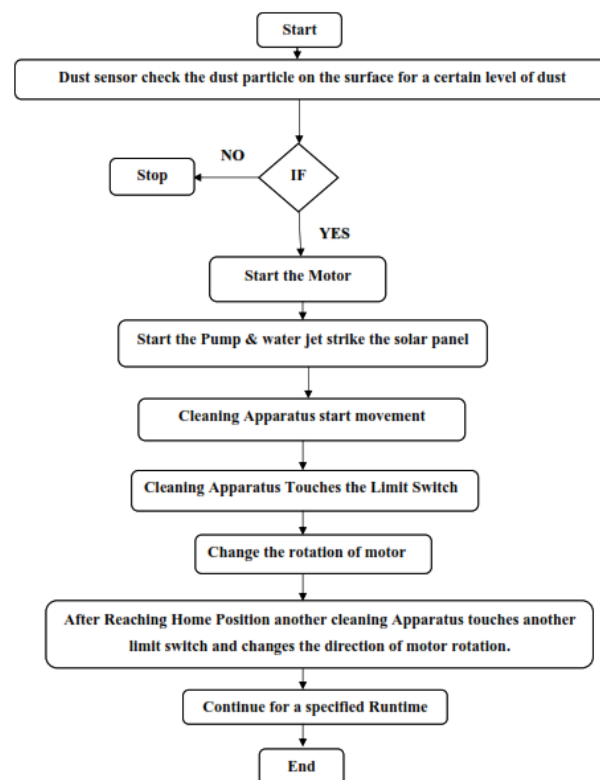 Start
Dust sensor check the dust particle on the surface for a certain level of dust
NO
IF
Stop
YES
Start the Motor
Start the Pump & water jet strike the solar panel
Cleaning Apparatus start movement
Cleaning Apparatus Touches the Limit Switch
Change the rotation of motor
After Reaching Home Position another cleaning Apparatus touches another
limit switch and changes the direction of motor rotation.
Continue for a specified Runtime
End